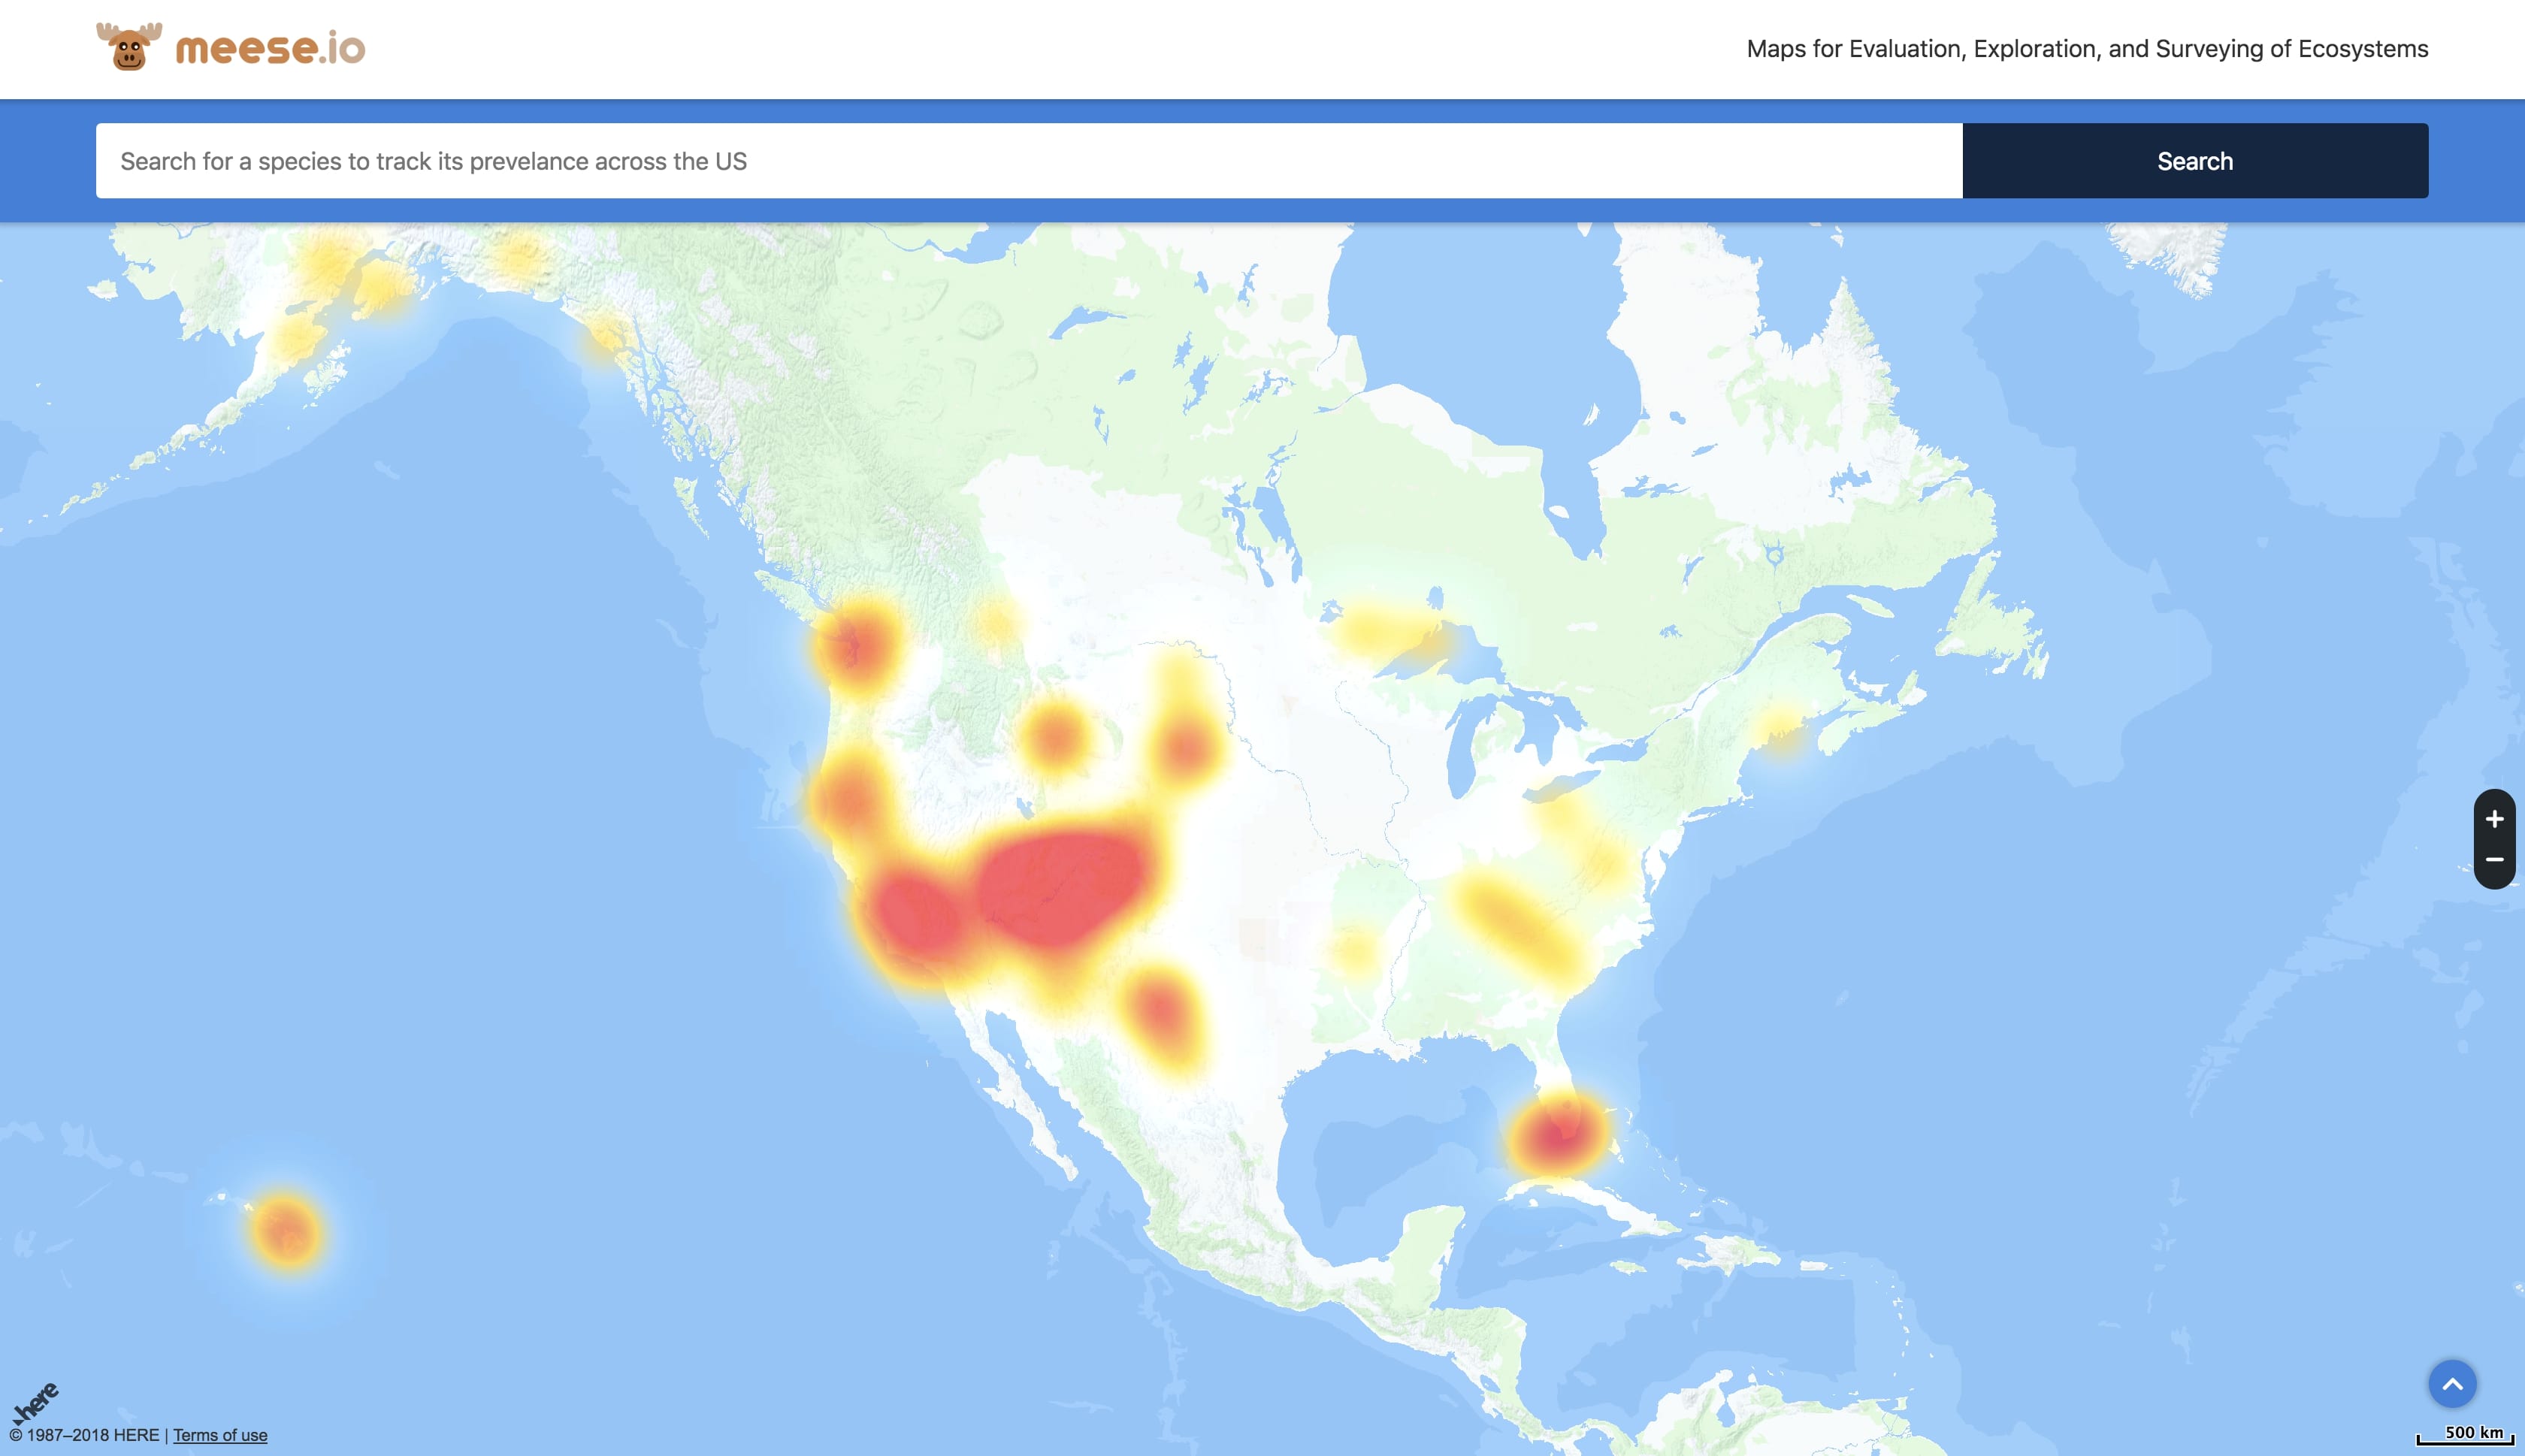 meese.io
Maps for Evaluation, Exploration, and Surveying of Ecosystems
Search for a species to track its prevelance across the US
Search
+
−
here
© 1987–2018 HERE | Terms of use
500 km